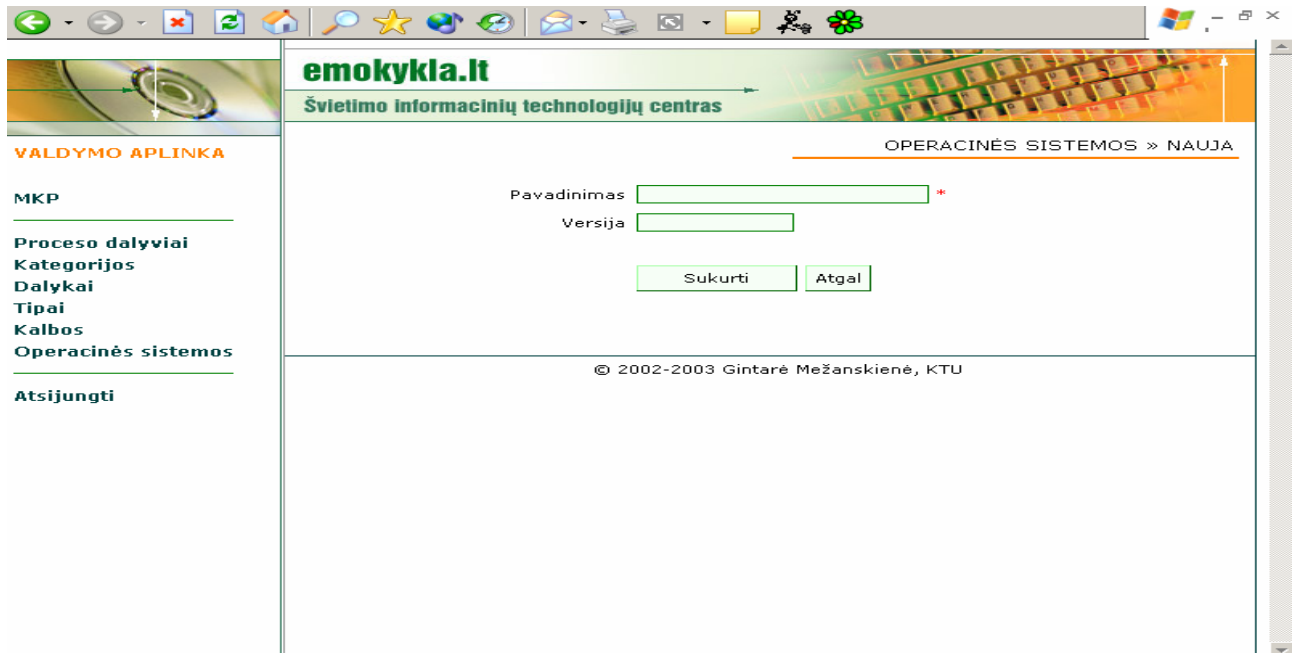 emokykla.lt
Švietimo informacinių technologijų centras
VALDYMO APLINKA
MKP
Proceso dalyviai
Kategorijos
Dalykai
Tipai
Kalbos
Operacinės sistemos
Atsijungti
OPERACINĖS SISTEMOS » NAUJA
Pavadinimas *
Versija
Sukurti Atgal
© 2002-2003 Gintarė Mežanskienė, KTU